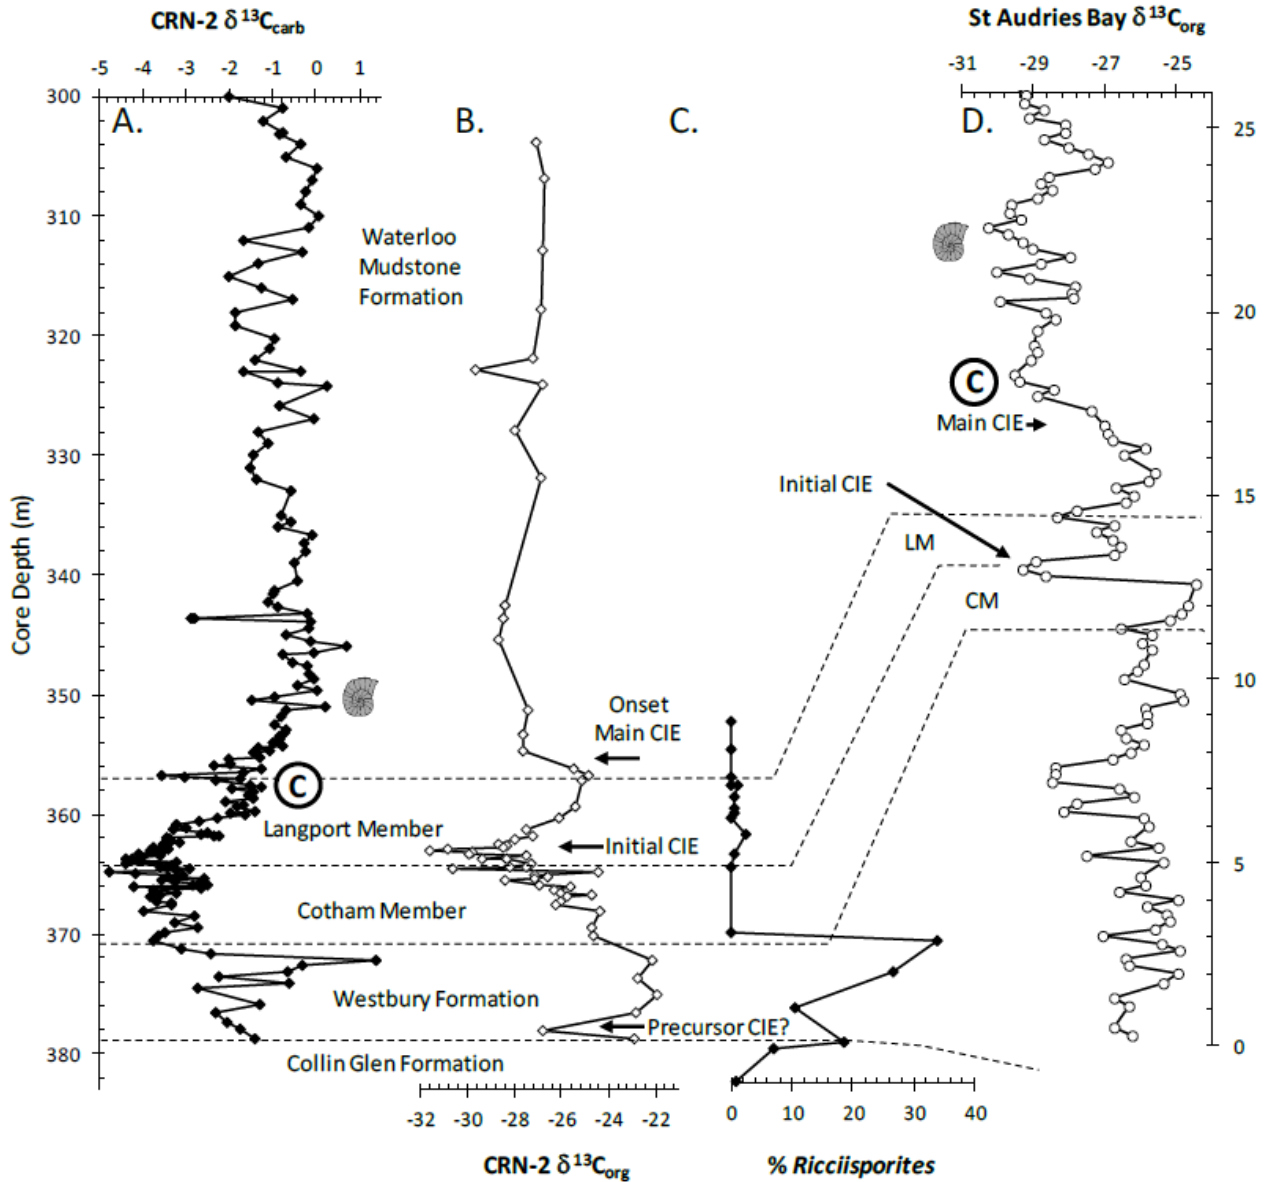 CRN-2 δ¹³Ccarb
St Audries Bay δ¹³Corg
-5 -4 -3 -2 -1 0 1
-31 -29 -27 -25
A.
B.
C.
D.
300
310
320
330
340
350
360
370
380
Core Depth (m)
25
20
15
10
5
0
Waterloo
Mudstone
Formation
C
Main CIE
Initial CIE
LM
CM
Onset
Main CIE
C
Langport Member
Initial CIE
Cotham Member
Westbury Formation
Precursor CIE?
Collin Glen Formation
-32 -30 -28 -26 -24 -22
0 10 20 30 40
CRN-2 δ¹³Corg
% Ricciisporites